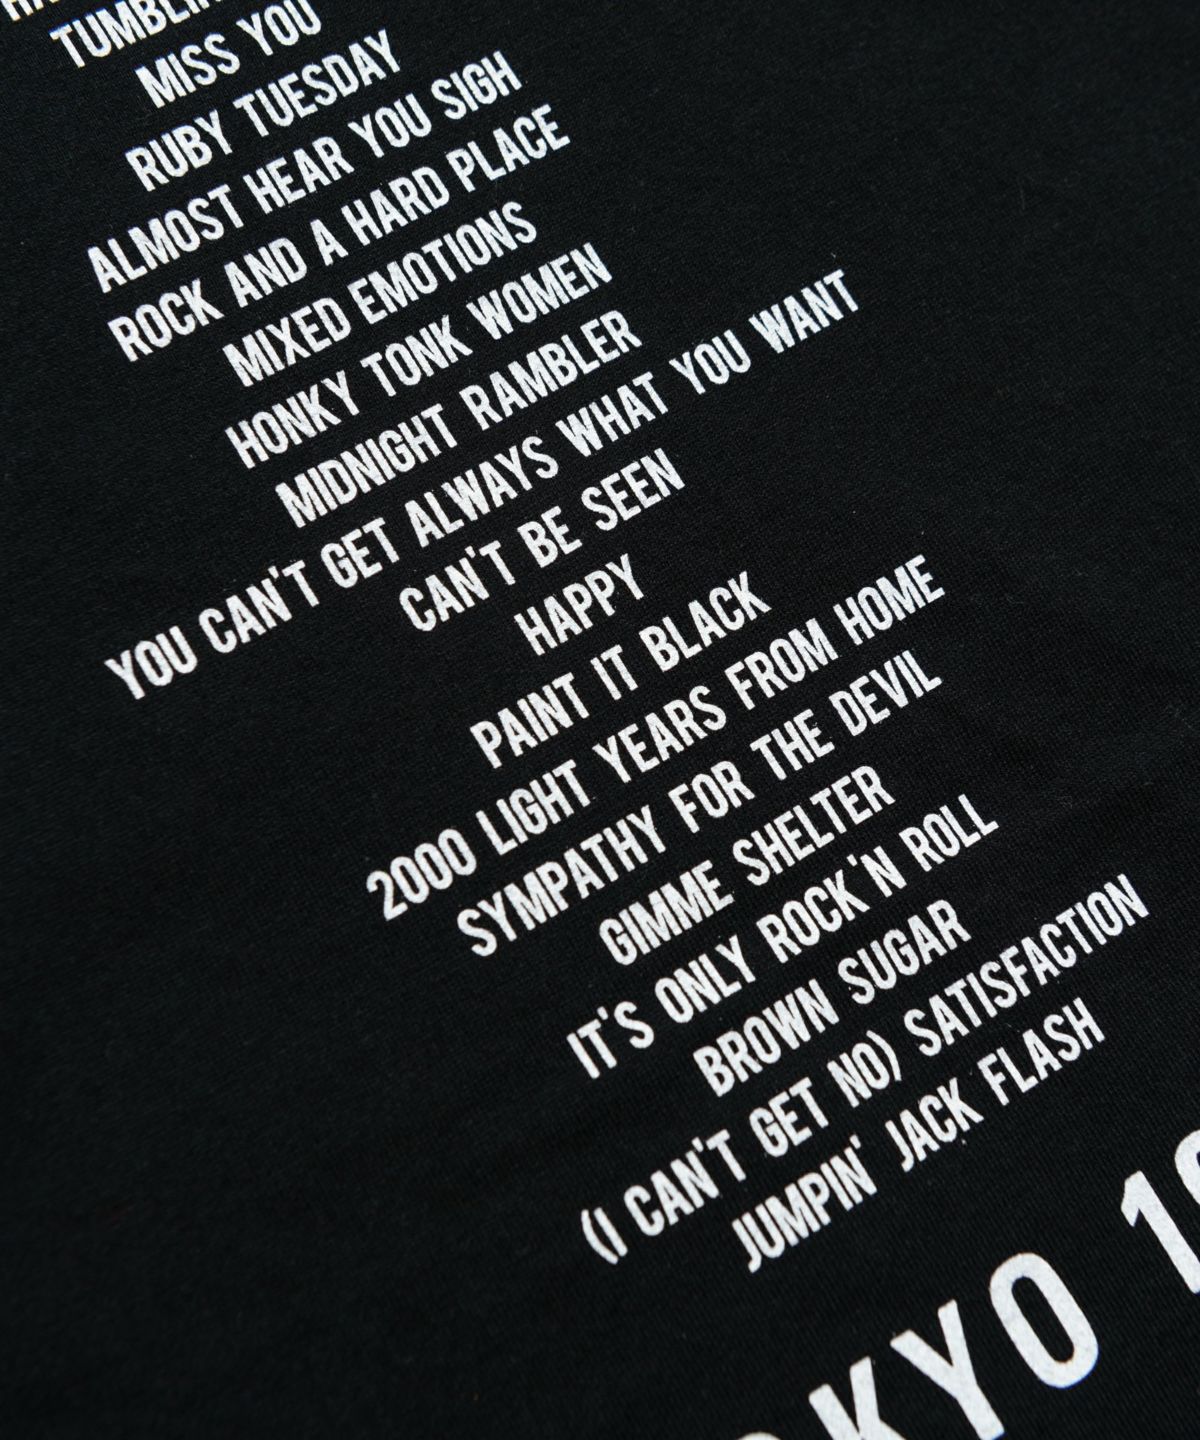 MISS YOU
RUBY TUESDAY
ALMOST HEAR YOU SIGH
ROCK AND A HARD PLACE
MIXED EMOTIONS
HONKY TONK WOMEN
MIDNIGHT RAMBLER
YOU CAN'T GET ALWAYS WHAT YOU WANT
CAN'T BE SEEN
HAPPY
PAINT IT BLACK
2000 LIGHT YEARS FROM HOME
SYMPATHY FOR THE DEVIL
GIMME SHELTER
IT'S ONLY ROCK'N ROLL
BROWN SUGAR
(I CAN'T GET NO) SATISFACTION
JUMPIN' JACK FLASH